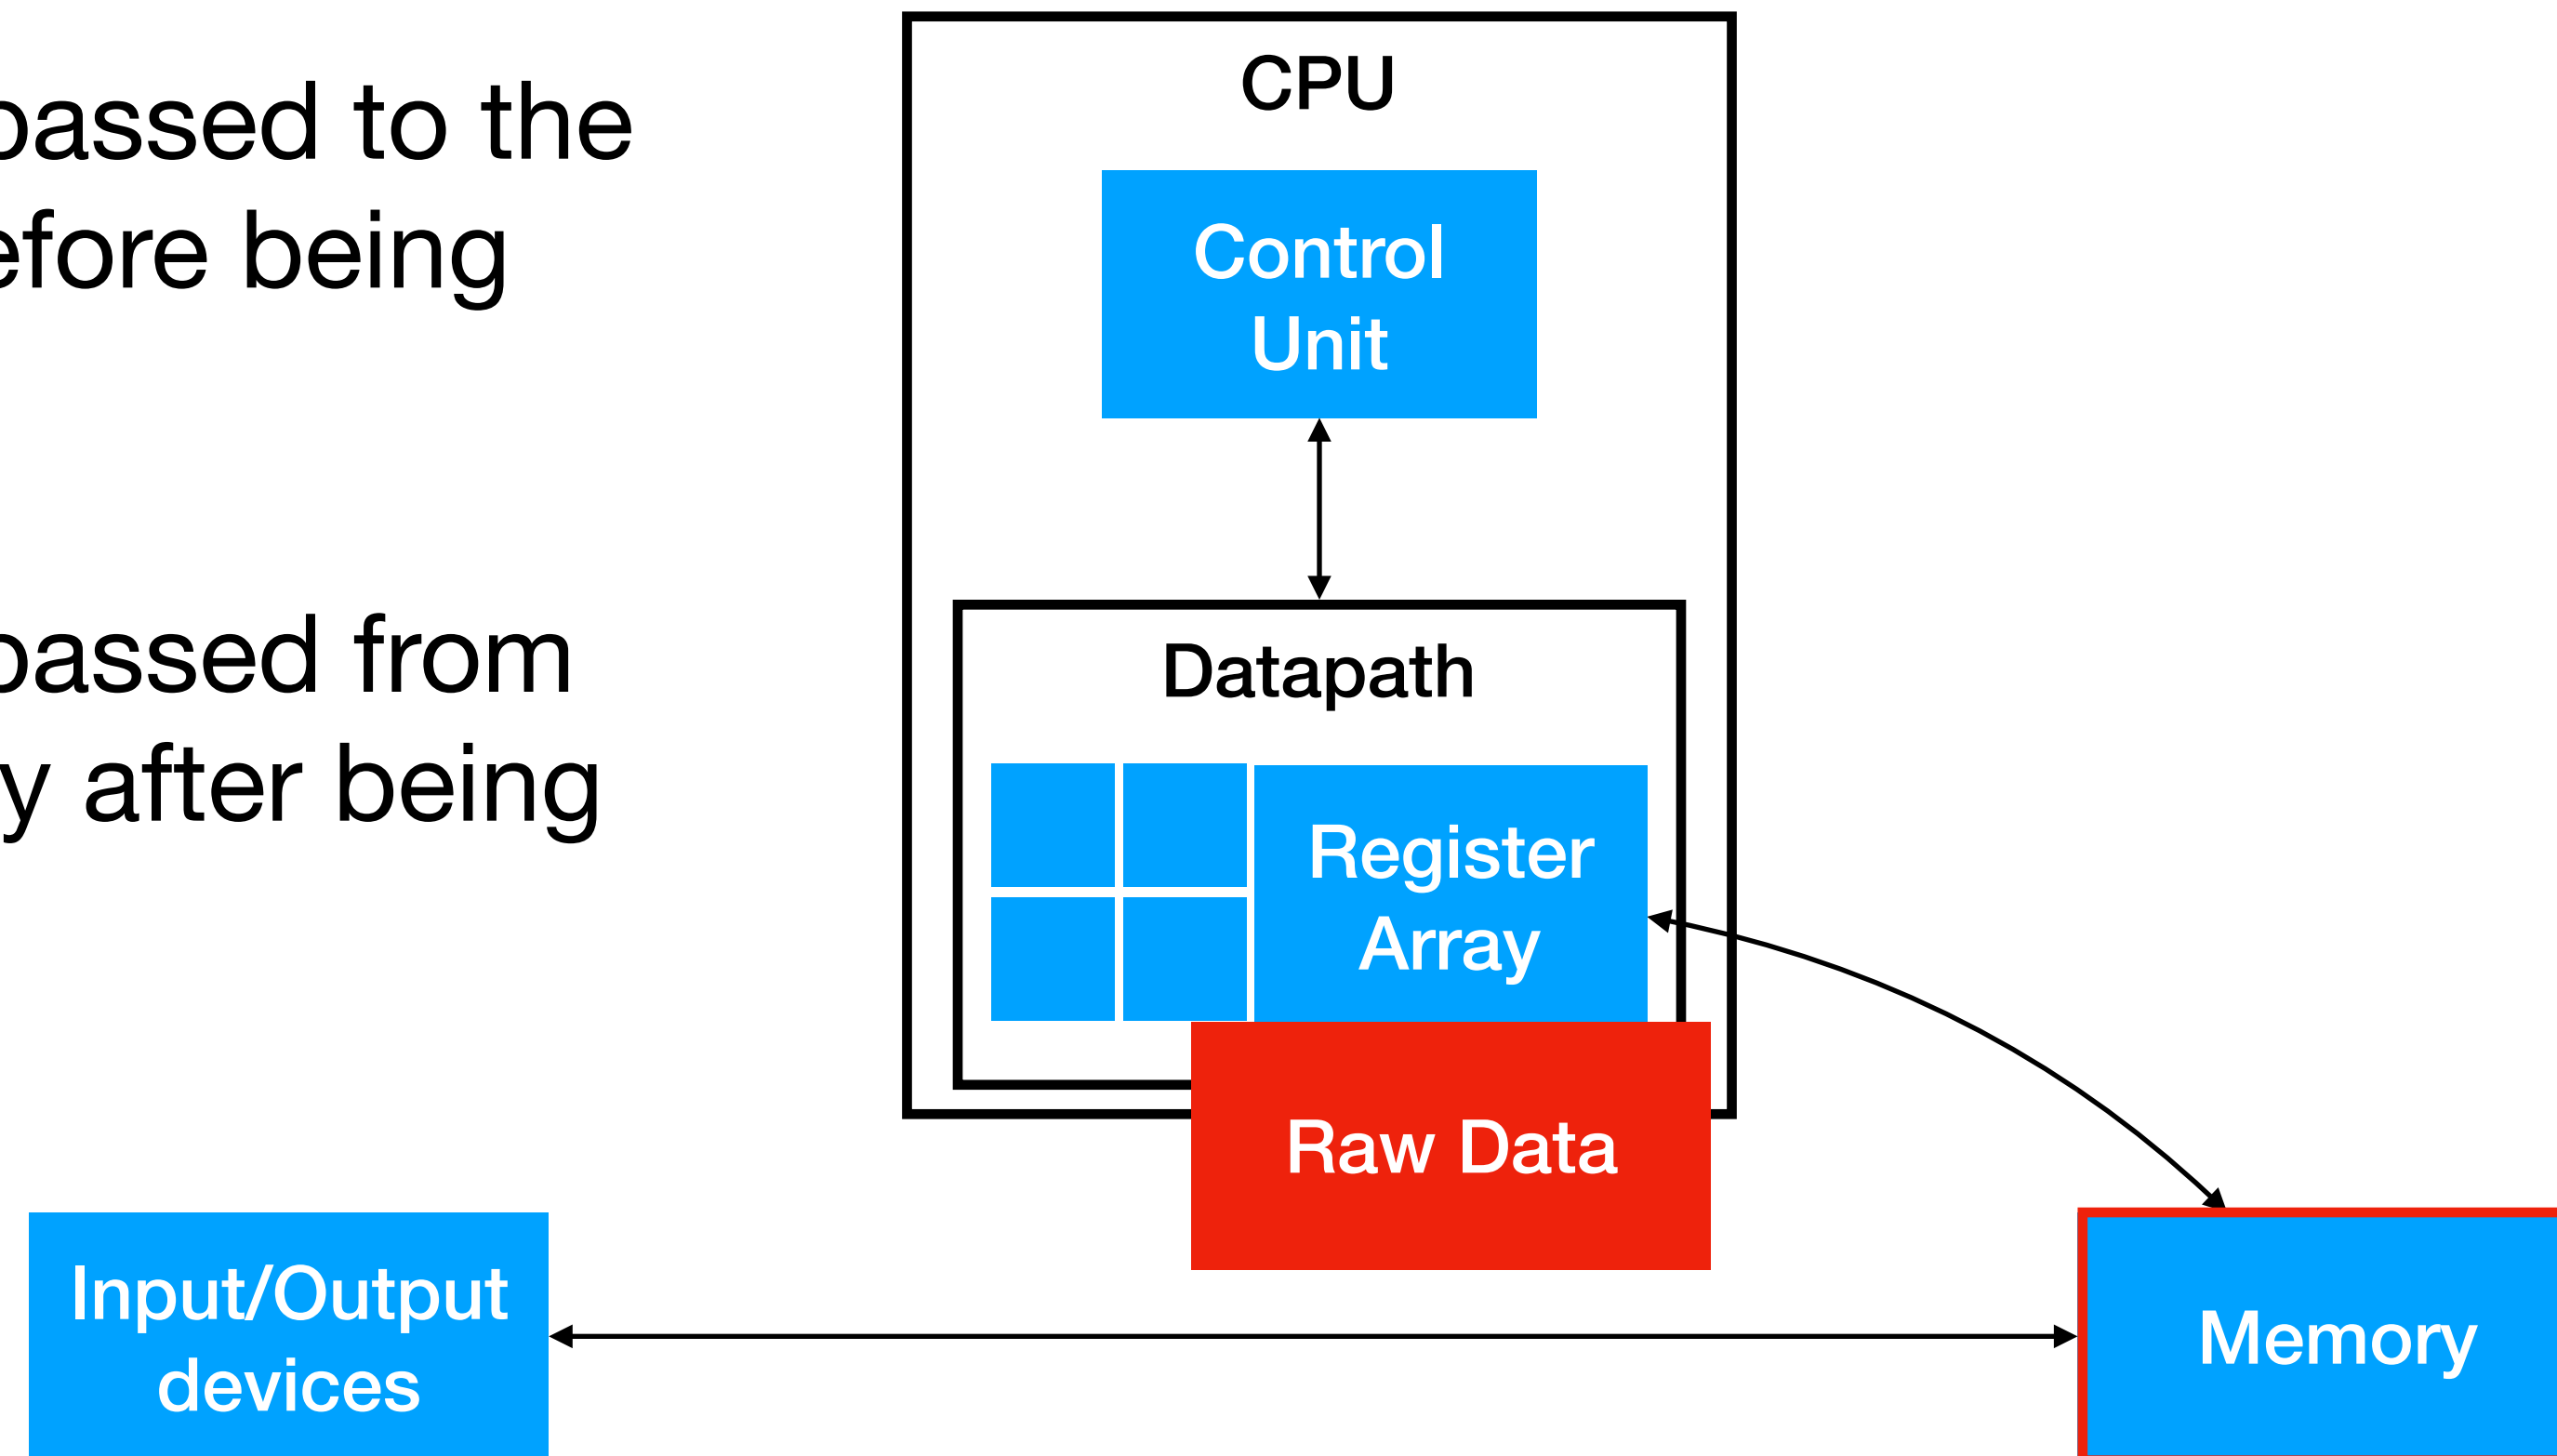 passed to the
efore being
passed from
y after being
CPU
Control
Unit
Datapath
Register
Array
Raw Data
Input/Output
devices
Memory